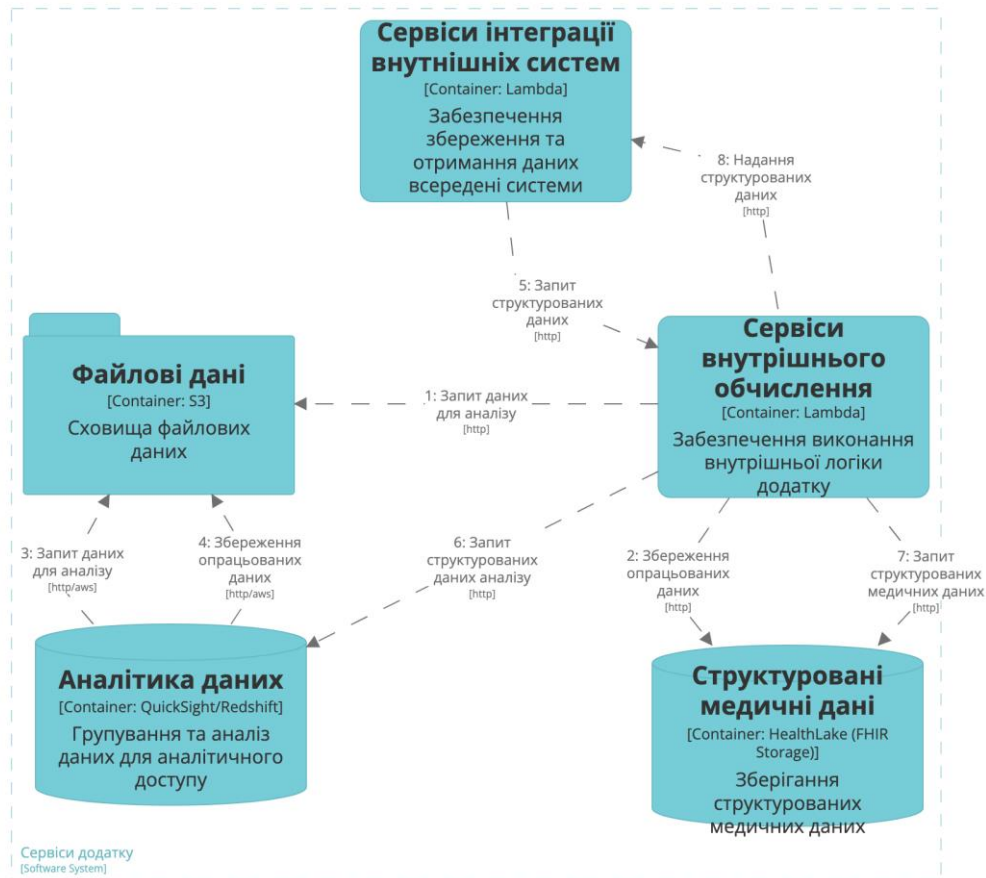 Сервіси інтеграції
внутнішніх систем
[Container: Lambda]
Забезпечення
збереження та
отримання даних
всередені системи
8: Надання
структурованих
даних
[http]
5: Запит
структурованих
даних
[http]
Сервіси
внутрішнього
обчислення
[Container: Lambda]
Забезпечення виконання
внутрішньої логіки
додатку
Файлові дані
[Container: S3]
Сховища файлових
даних
1: Запит даних
для аналізу
[http]
3: Запит даних
для аналізу
[http/aws]
4: Збереження
опрацьованих
даних
[http/aws]
6: Запит
структурованих
даних аналізу
[http]
2: Збереження
опрацьованих
даних
[http]
7: Запит
структурованих
медичних даних
[http]
Аналітика даних
[Container: QuickSight/Redshift]
Групування та аналіз
даних для аналітичного
доступу
Структуровані
медичні дані
[Container: HealthLake (FHIR
Storage)]
Зберігання
структурованих
медичних даних
Сервіси додатку
[Software System]